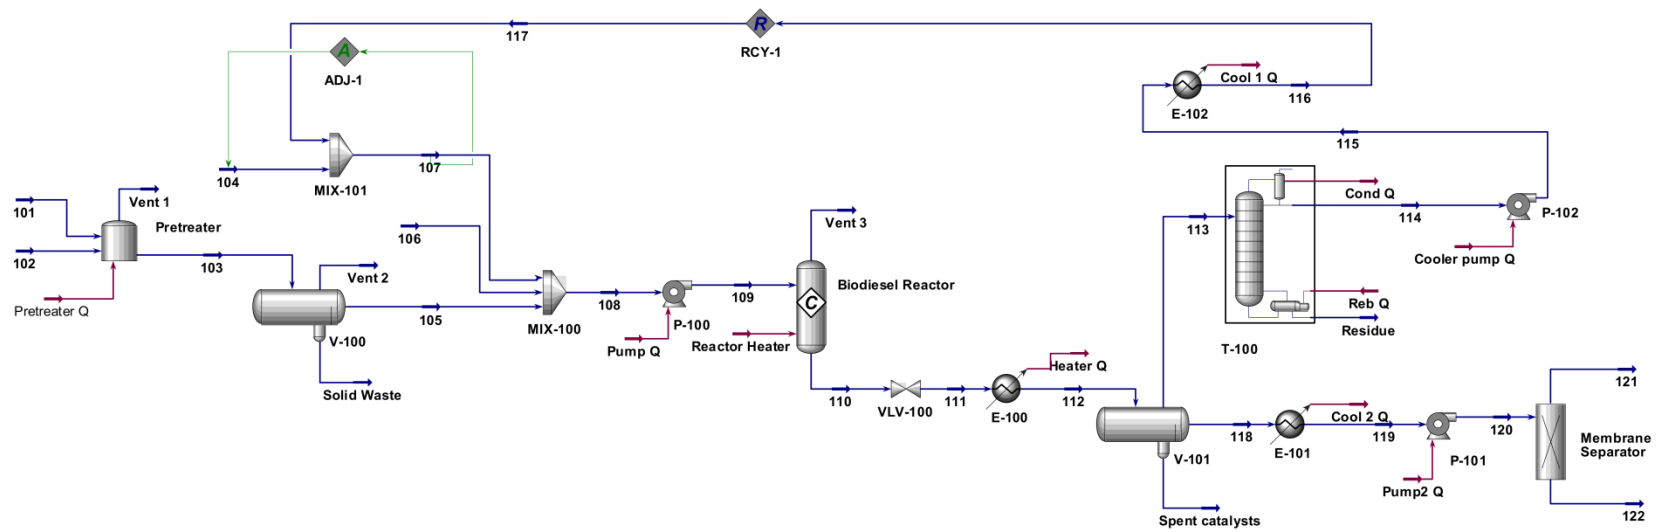 117
R
RCY-1
A
ADJ-1
Cool 1 Q
E-102
116
115
104
107
MIX-101
101
102
Vent 1
Pretreater
103
Pretreater Q
Vent 2
V-100
105
Solid Waste
106
MIX-100
108
P-100
Pump Q
109
Reactor Heater
Vent 3
Biodiesel Reactor
C
110
VLV-100
111
E-100
Heater Q
112
113
Cond Q
114
P-102
Cooler pump Q
Reb Q
Residue
T-100
V-101
Spent catalysts
118
E-101
Cool 2 Q
119
P-101
Pump2 Q
120
121
Membrane
Separator
122